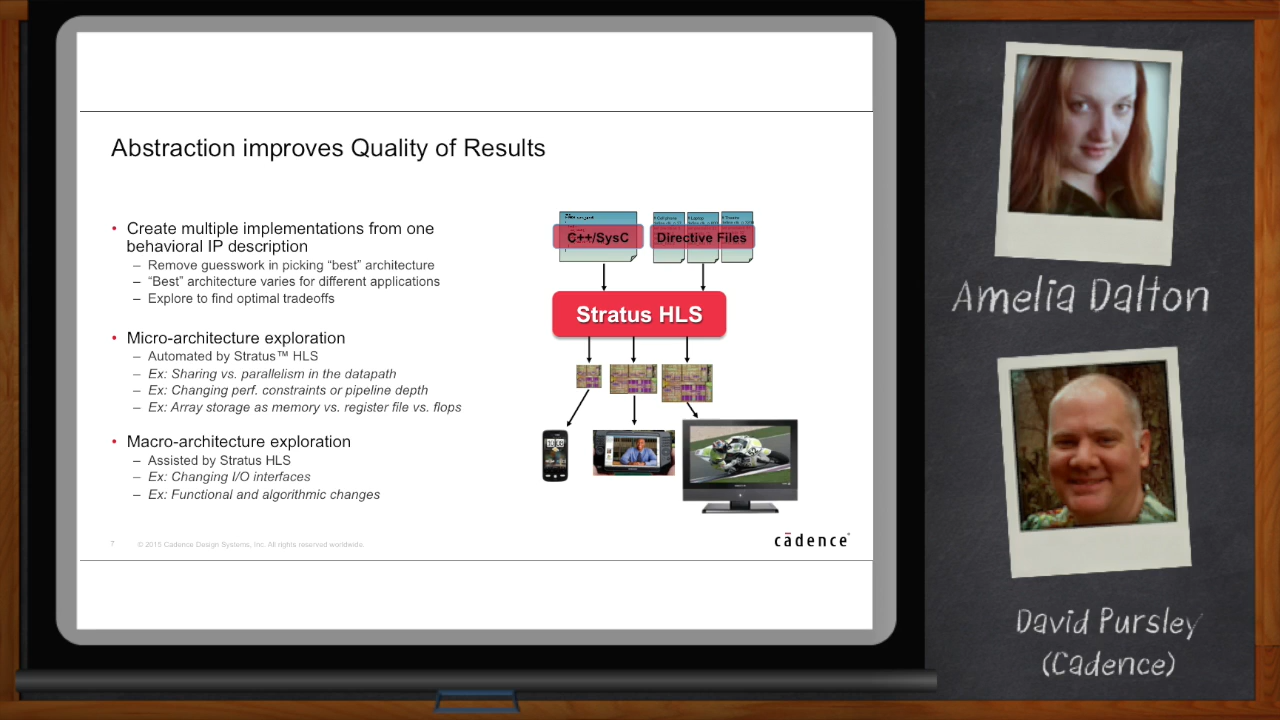 Abstraction improves Quality of Results
• Create multiple implementations from one
behavioral IP description
– Remove guesswork in picking “best” architecture
– “Best” architecture varies for different applications
– Explore to find optimal tradeoffs
• Micro-architecture exploration
– Automated by Stratus™ HLS
– Ex: Sharing vs. parallelism in the datapath
– Ex: Changing perf. constraints or pipeline depth
– Ex: Array storage as memory vs. register file vs. flops
• Macro-architecture exploration
– Assisted by Stratus HLS
– Ex: Changing I/O interfaces
– Ex: Functional and algorithmic changes
C++/SysC
Directive Files
Stratus HLS
7 © 2015 Cadence Design Systems, Inc. All rights reserved worldwide.
cādence®
Amelia Dalton
David Pursley
(Cadence)